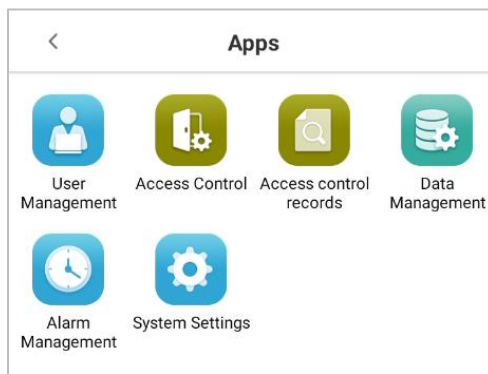 Apps
User
Management
Access Control
Access control
records
Data
Management
Alarm
Management
System Settings